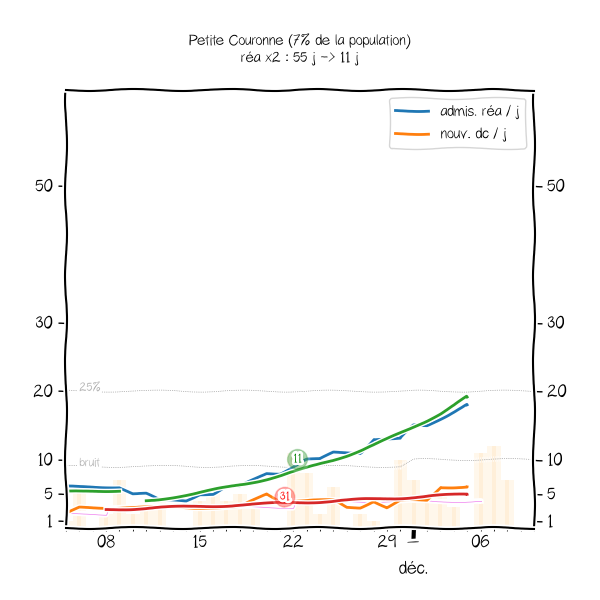 Petite Couronne (7% de la population)
réa x2 : 55 j -> 11 j
admis. réa / j
nouv. dc / j
50 50
30 30
20 20
25%
11
10 10
bruit
31
5 5
1 1
08 15 22 29 06
déc.